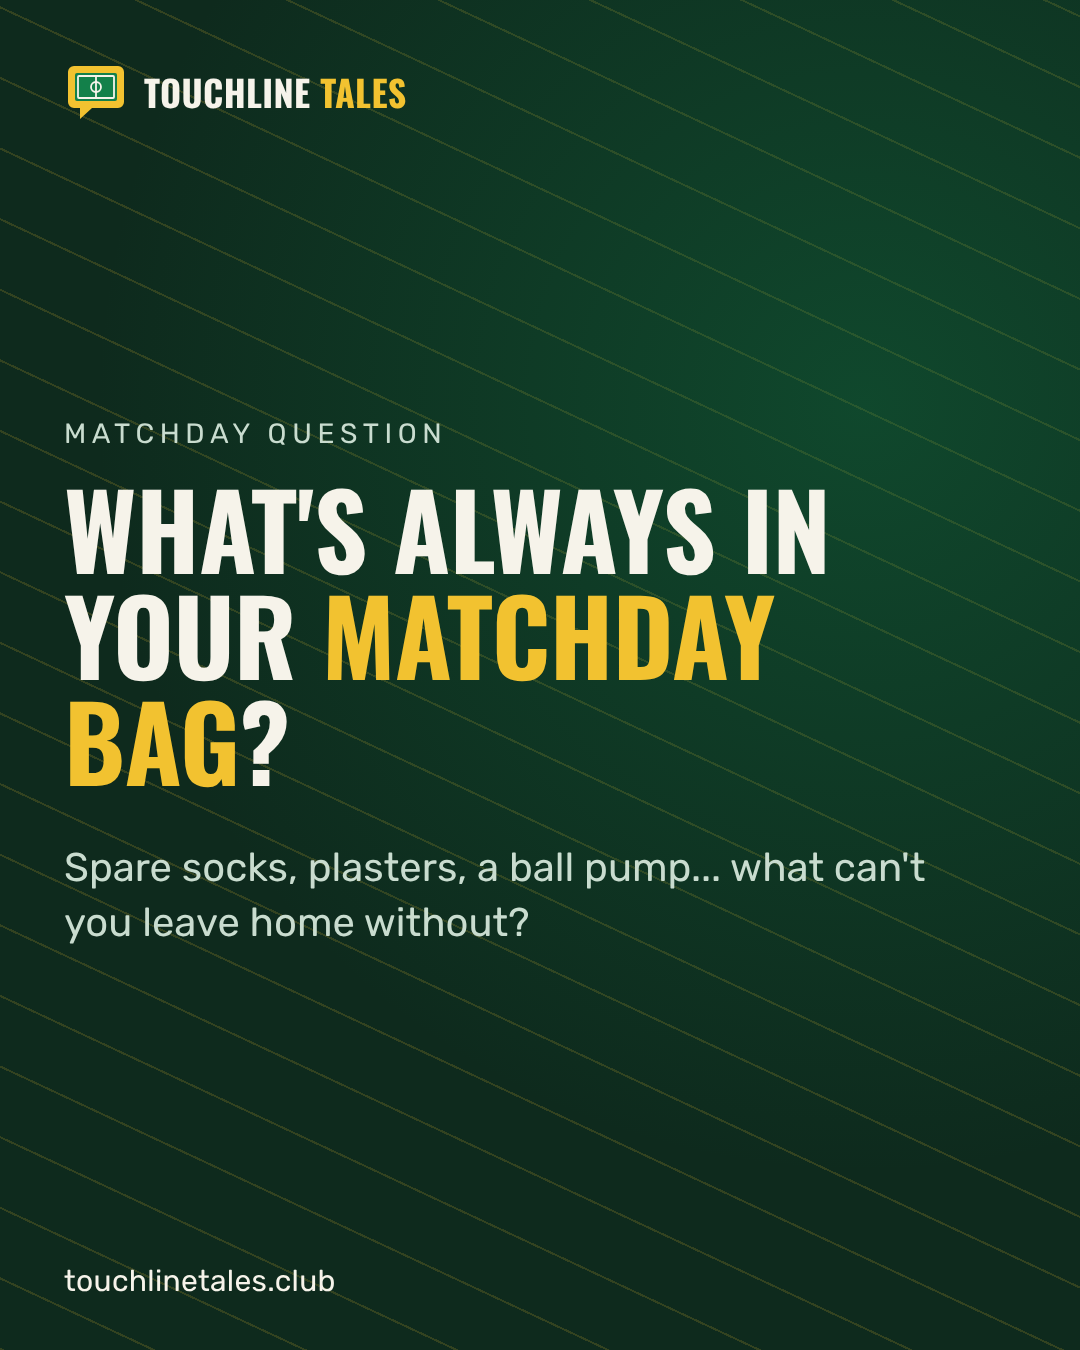 TOUCHLINE TALES
MATCHDAY QUESTION
WHAT'S ALWAYS IN
YOUR MATCHDAY
BAG?
Spare socks, plasters, a ball pump... what can't
you leave home without?
touchlinetales.club